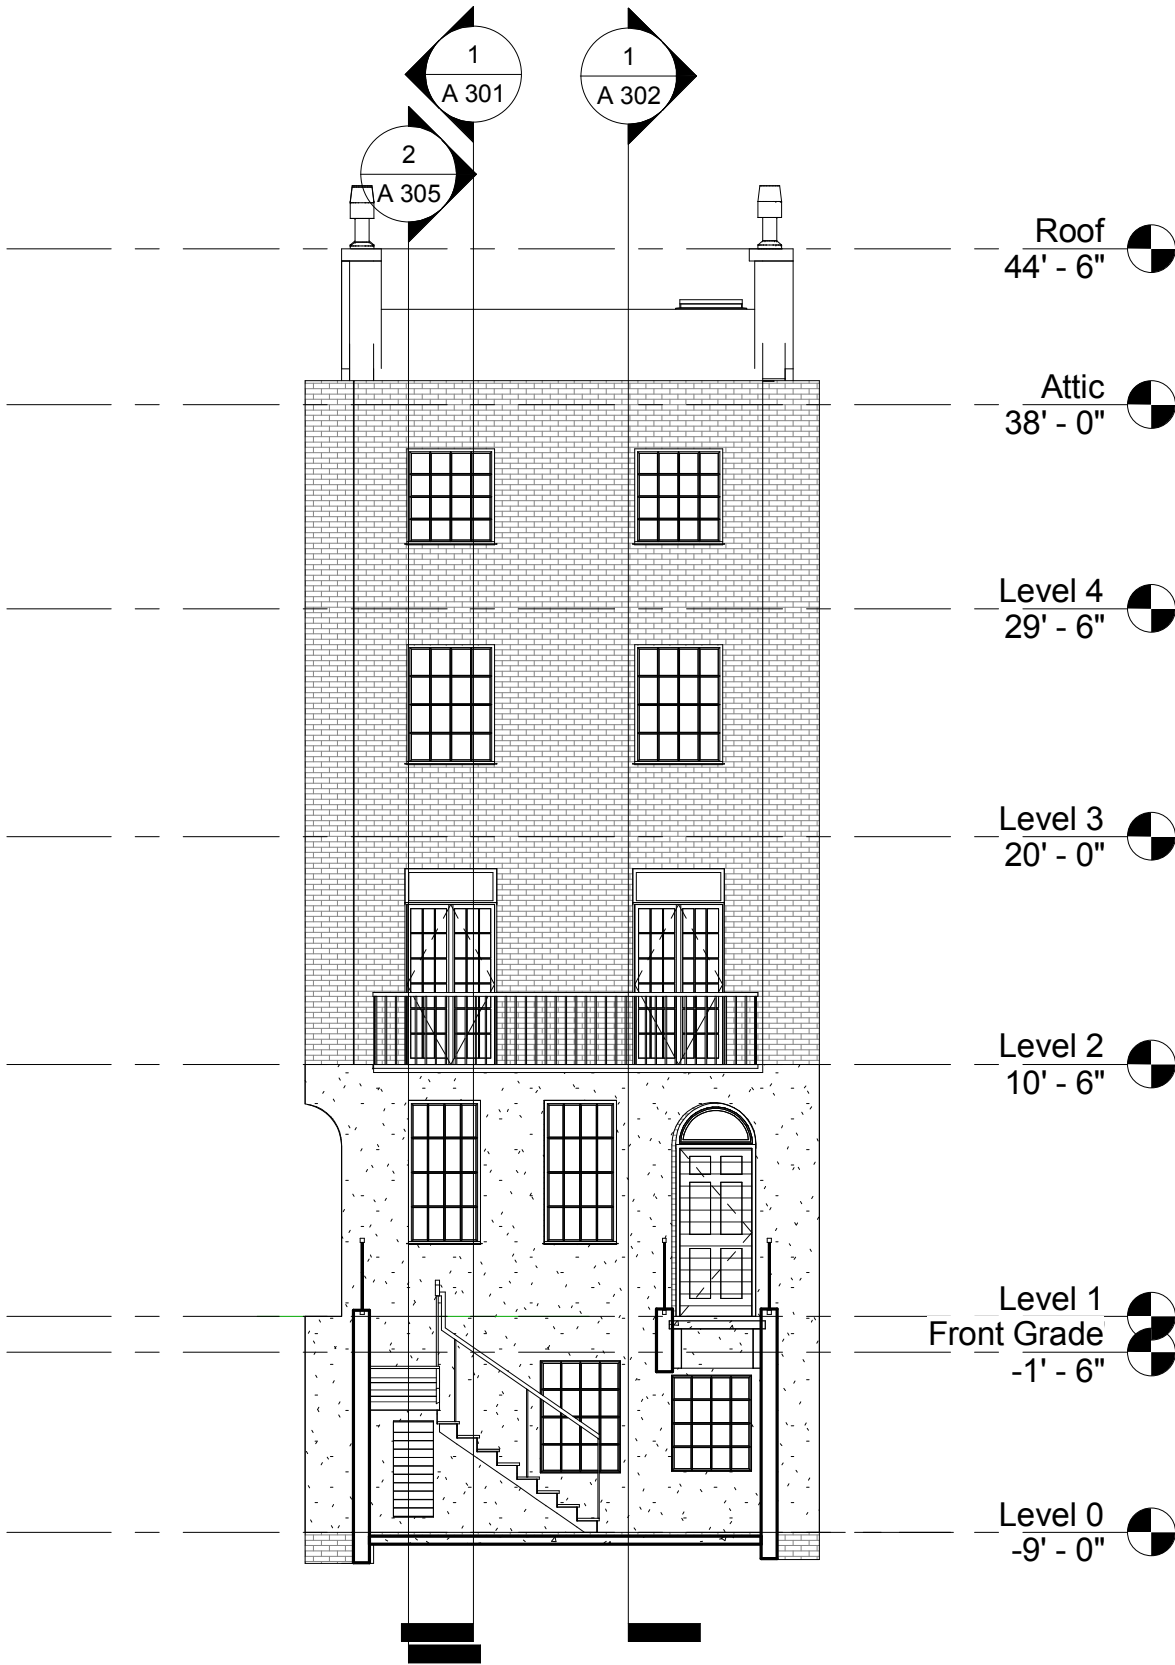 1
A 301
1
A 302
2
A 305
Roof
44' - 6"
Attic
38' - 0"
Level 4
29' - 6"
Level 3
20' - 0"
Level 2
10' - 6"
Level 1
Front Grade
-1' - 6"
Level 0
-9' - 0"